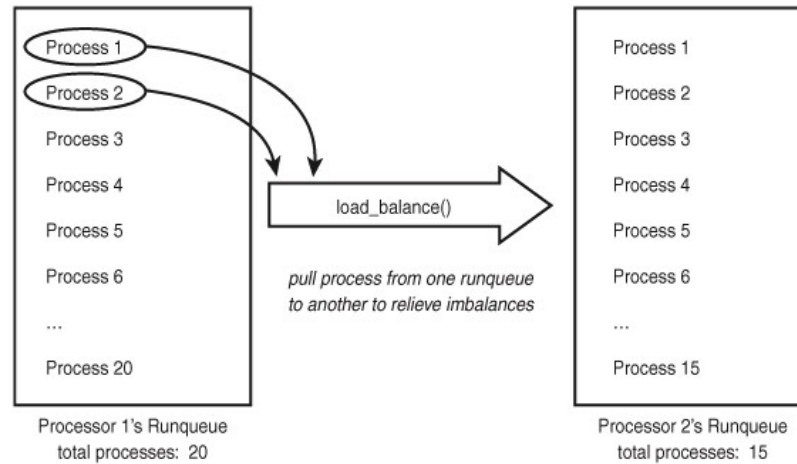 Process 1
Process 2
Process 3
Process 4
Process 5
Process 6
...
Process 20
Processor 1's Runqueue
total processes: 20
load_balance()
pull process from one runqueue
to another to relieve imbalances
Process 1
Process 2
Process 3
Process 4
Process 5
Process 6
...
Process 15
Processor 2's Runqueue
total processes: 15